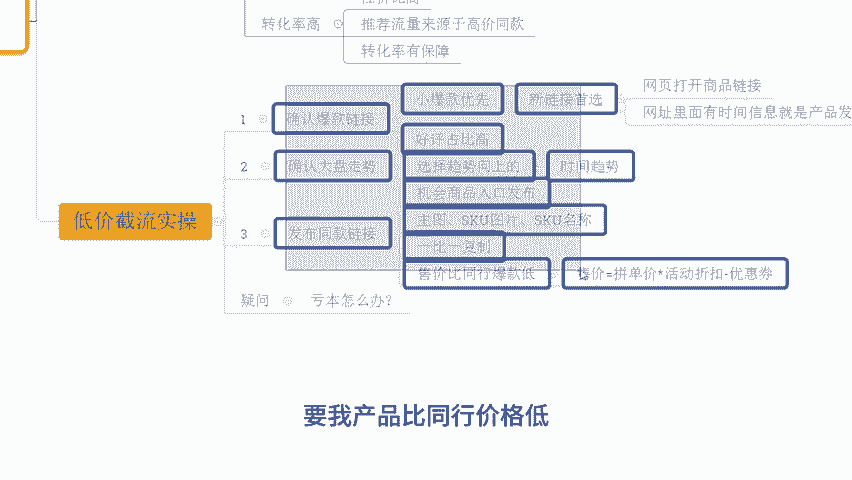 性价比高
转化率高
推荐流量来源于高价同款
转化率有保障
低价截流实操
1
确认爆款链接
小爆款优先
新链接首选
网页打开商品链接
网址里面有时间信息就是产品发
好评占比高
2
确认大盘走势
选择趋势向上的
时间趋势
3
发布同款链接
机会商品入口发布
主图、SKU图片、SKU名称
一比一复制
售价比同行爆款低
售价=拼单价*活动折扣-优惠券
疑问
亏本怎么办?
要我产品比同行价格低